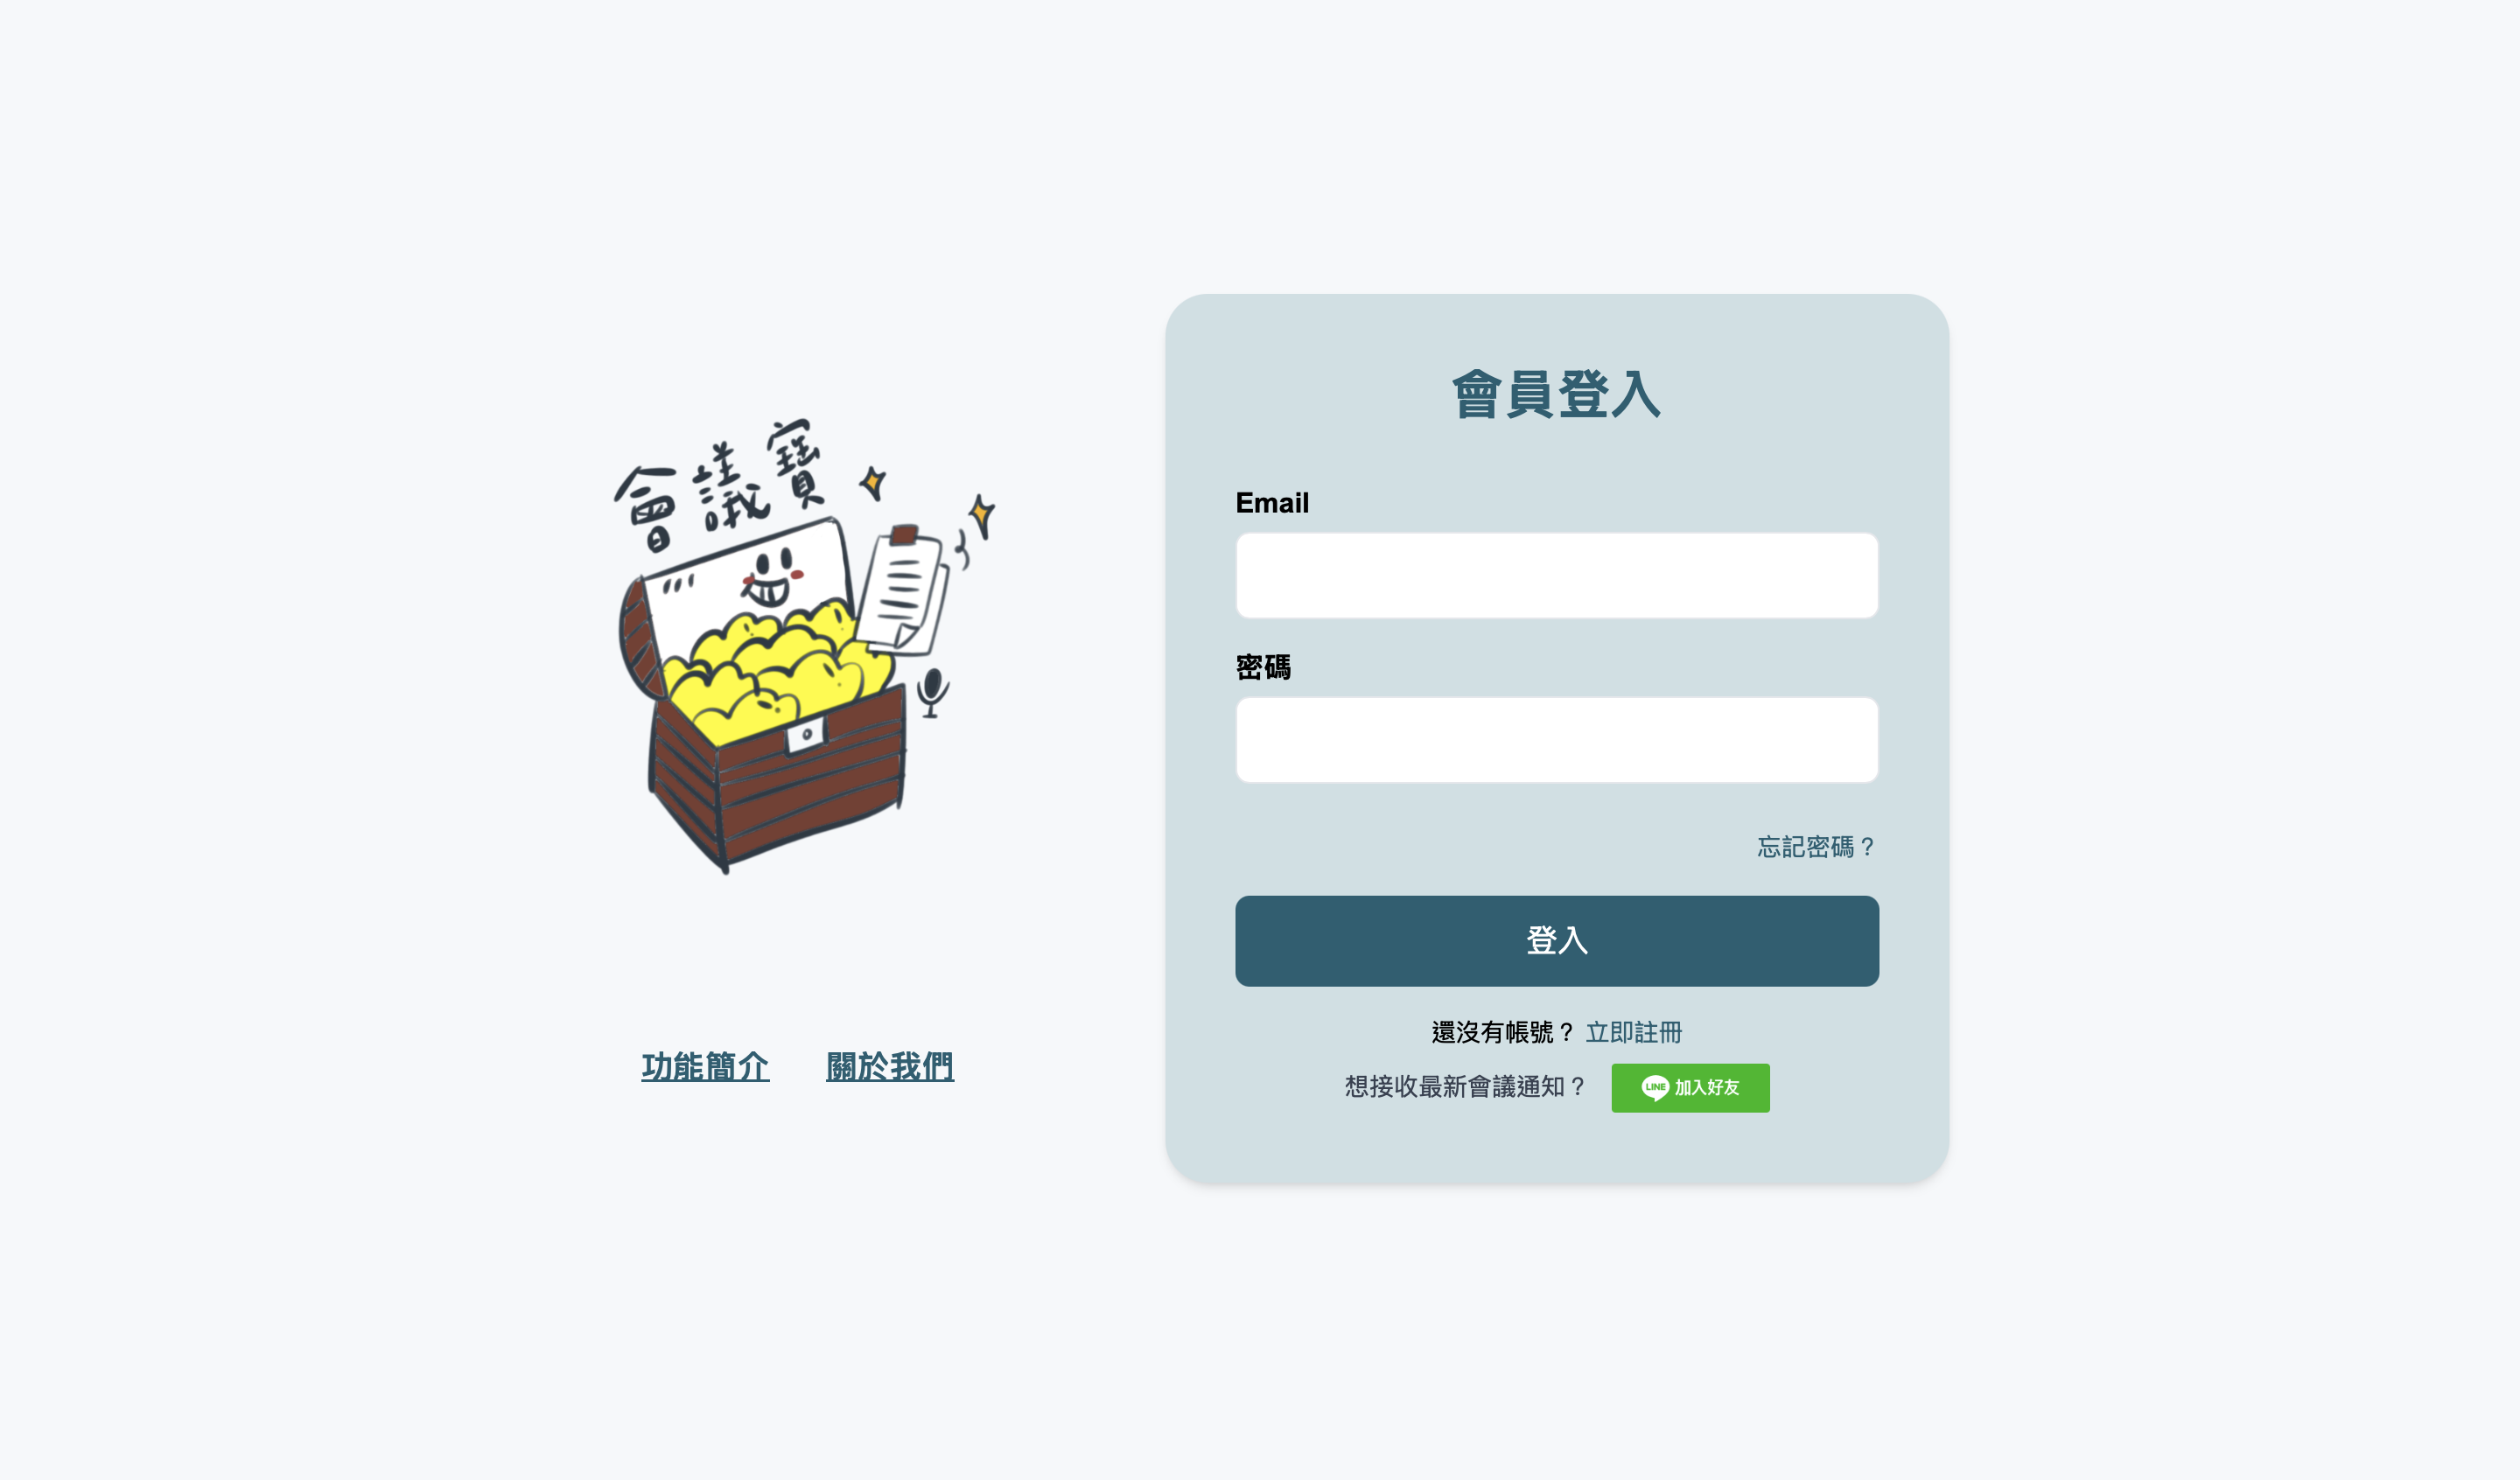 會議寶
功能簡介
關於我們
會員登入
Email
密碼
忘記密碼？
登入
還沒有帳號？ 立即註冊
想接收最新會議通知？
LINE 加入好友